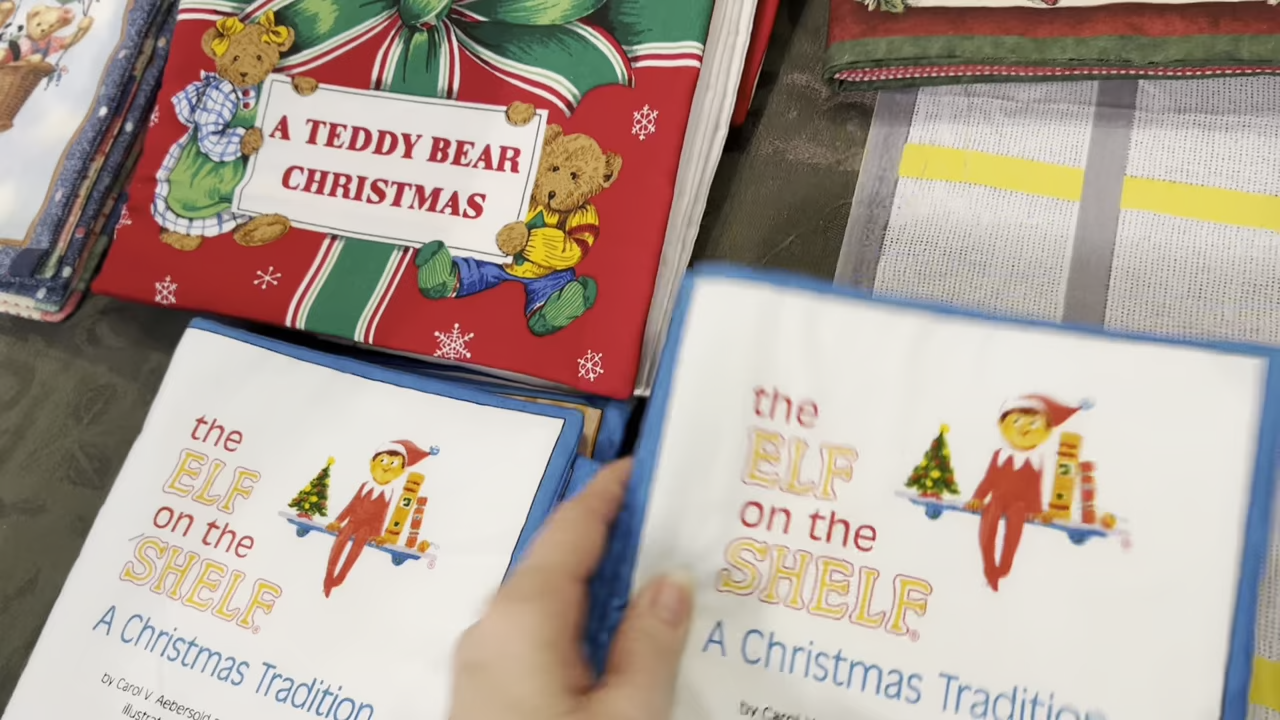 A TEDDY BEAR
CHRISTMAS
the
ELF
on the
SHELF®
A Christmas Tradition
by Carol V. Aebersold
the
ELF
on the
SHELF®
A Christmas Tradition
by